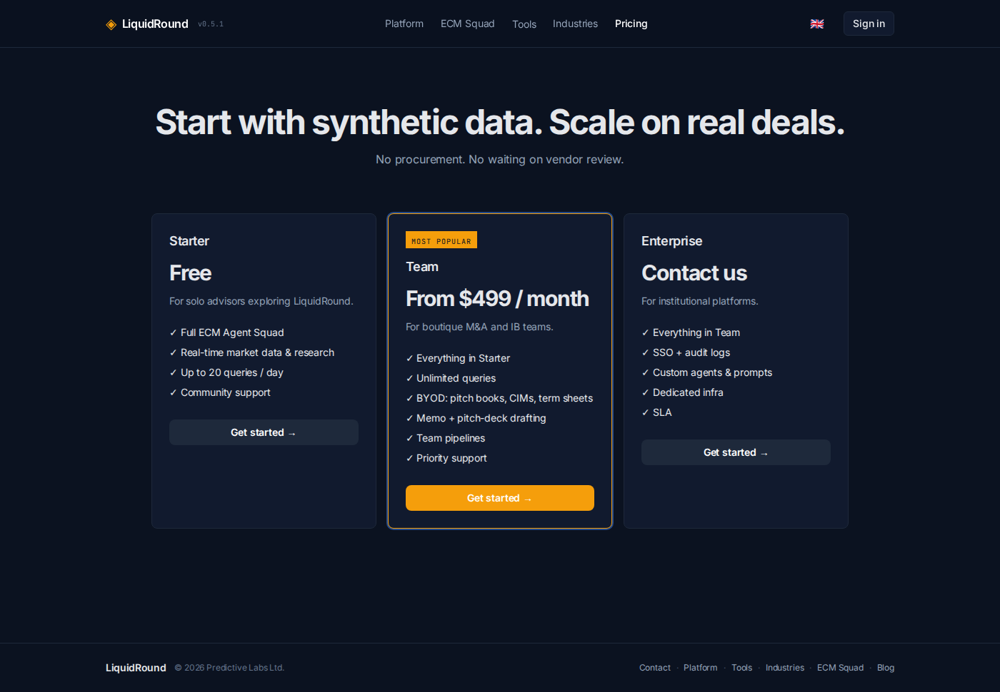 LiquidRound v0.5.1
Platform ECM Squad Tools Industries Pricing
Sign in
Start with synthetic data. Scale on real deals.
No procurement. No waiting on vendor review.
Starter
Free
For solo advisors exploring LiquidRound.
✓ Full ECM Agent Squad
✓ Real-time market data & research
✓ Up to 20 queries / day
✓ Community support
Get started →
MOST POPULAR
Team
From $499 / month
For boutique M&A and IB teams.
✓ Everything in Starter
✓ Unlimited queries
✓ BYOD: pitch books, CIMs, term sheets
✓ Memo + pitch-deck drafting
✓ Team pipelines
✓ Priority support
Get started →
Enterprise
Contact us
For institutional platforms.
✓ Everything in Team
✓ SSO + audit logs
✓ Custom agents & prompts
✓ Dedicated infra
✓ SLA
Get started →
LiquidRound © 2026 Predictive Labs Ltd.
Contact · Platform · Tools · Industries · ECM Squad · Blog